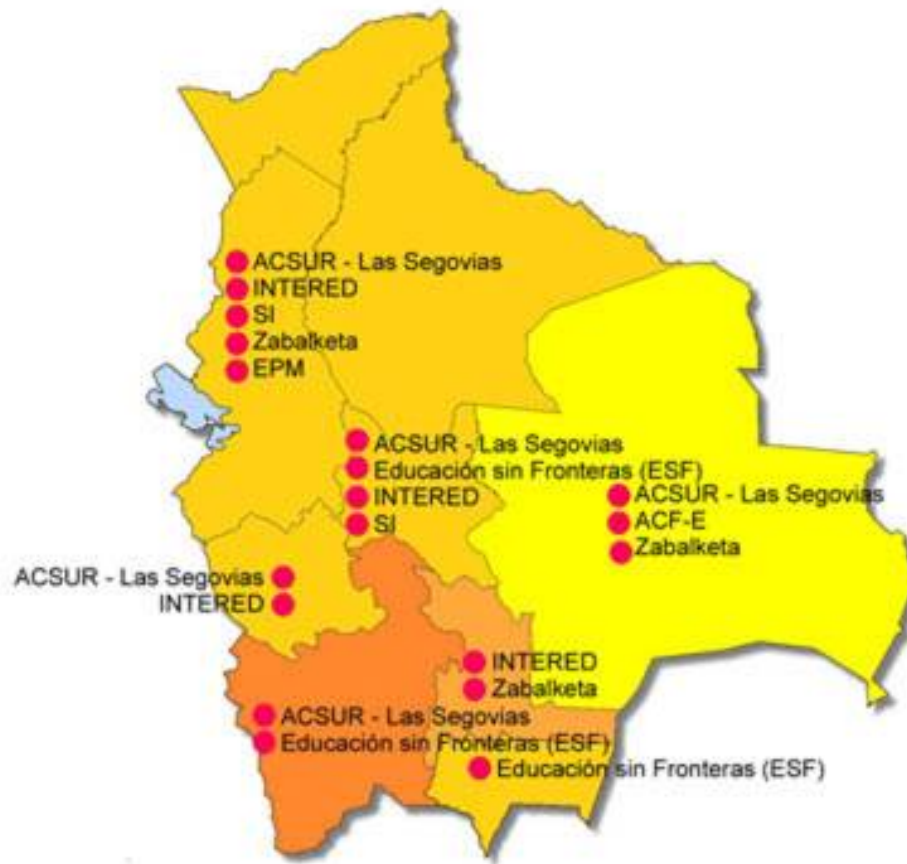 ACSUR - Las Segovias
INTERED
SI
Zabalketa
EPM
ACSUR - Las Segovias
Educación sin Fronteras (ESF)
INTERED
SI
ACSUR - Las Segovias
ACF-E
Zabalketa
ACSUR - Las Segovias
INTERED
INTERED
Zabalketa
ACSUR - Las Segovias
Educación sin Fronteras (ESF)
Educación sin Fronteras (ESF)